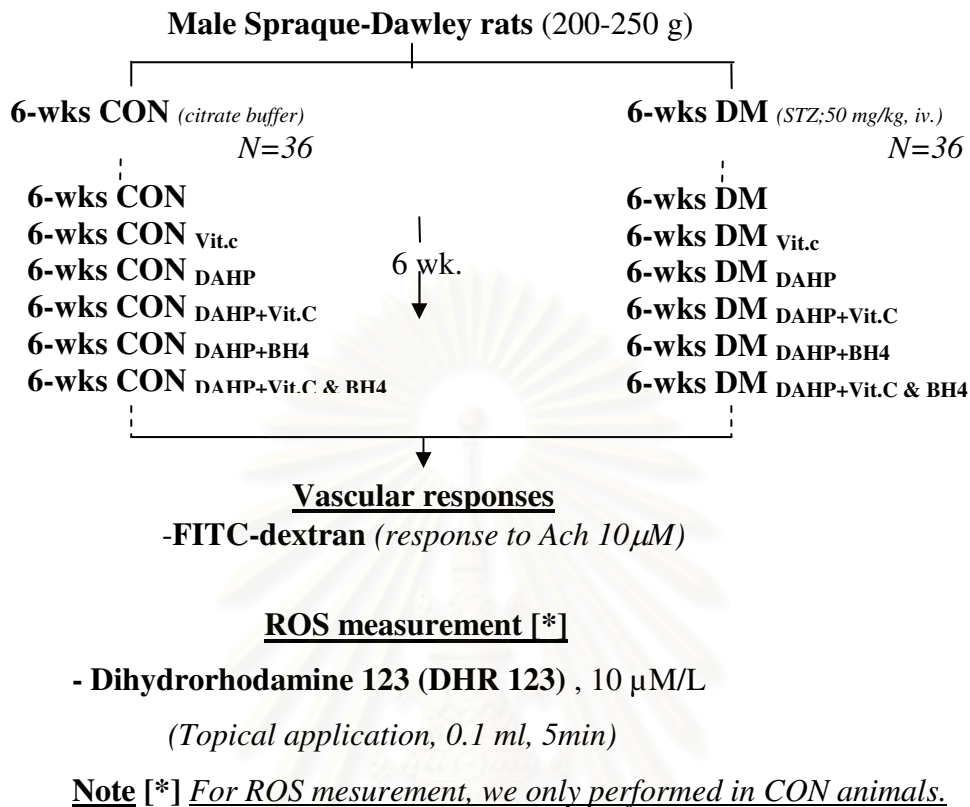 Male Spraque-Dawley rats (200-250 g)
6-wks CON (citrate buffer)
N=36
6-wks DM (STZ;50 mg/kg, iv.)
N=36
6-wks CON
6-wks CON Vit.c
6-wks CON DAHP
6-wks CON DAHP+Vit.C
6-wks CON DAHP+BH4
6-wks CON DAHP+Vit.C & BH4
6 wk.
6-wks DM
6-wks DM Vit.c
6-wks DM DAHP
6-wks DM DAHP+Vit.C
6-wks DM DAHP+BH4
6-wks DM DAHP+Vit.C & BH4
Vascular responses
-FITC-dextran (response to Ach 10μM)
ROS measurement [*]
- Dihydrorhodamine 123 (DHR 123) , 10 μM/L
(Topical application, 0.1 ml, 5min)
Note [*] For ROS mesurement, we only performed in CON animals.